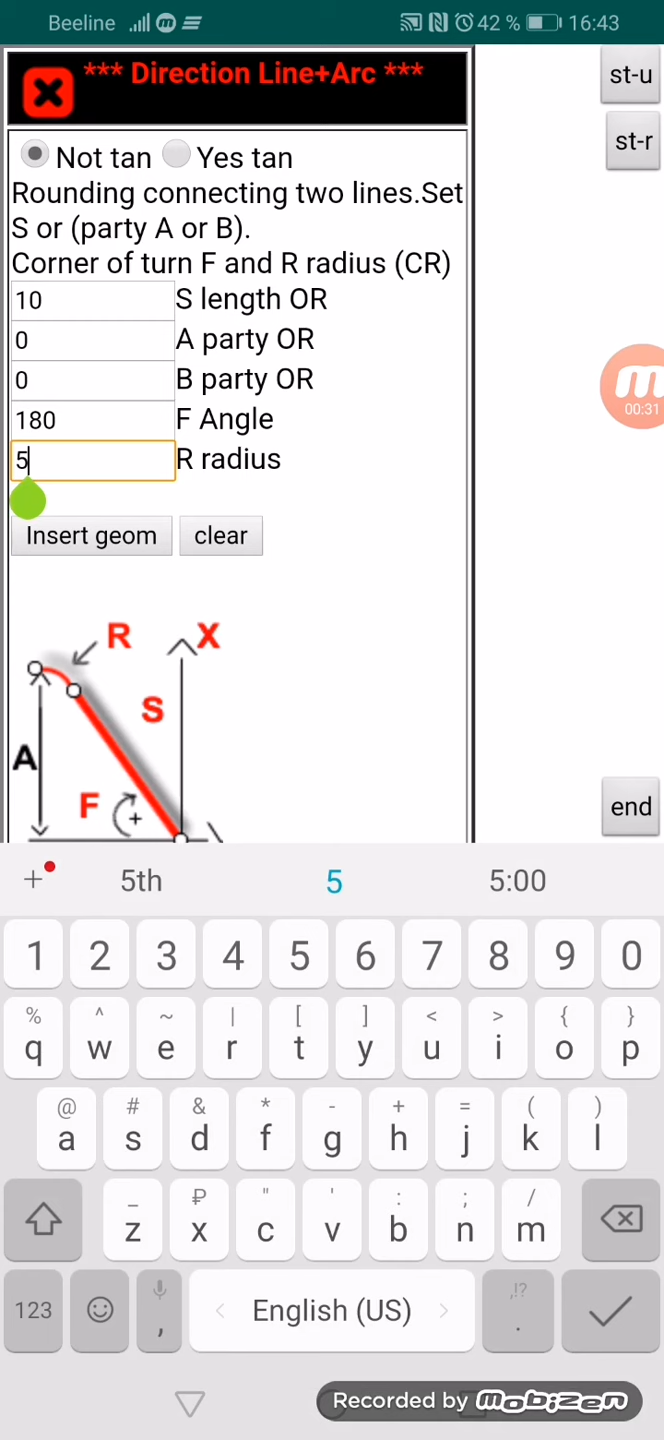 Beeline 42 % 16:43
*** Direction Line+Arc ***
st-u
st-r
Not tan Yes tan
Rounding connecting two lines.Set
S or (party A or B).
Corner of turn F and R radius (CR)
10 S length OR
0 A party OR
0 B party OR
180 F Angle
5 R radius
00:31
Insert geom clear
R X
S
A
F +
end
+ 5th 5 5:00
1 2 3 4 5 6 7 8 9 0
% ^ ~ | [ ] < > { }
q w e r t y u i o p
@ # & * - + = ( )
a s d f g h j k l
_ ₽ " ' : ; /
z x c v b n m
,!?
123 , < English (US) > .
Recorded by mobizen